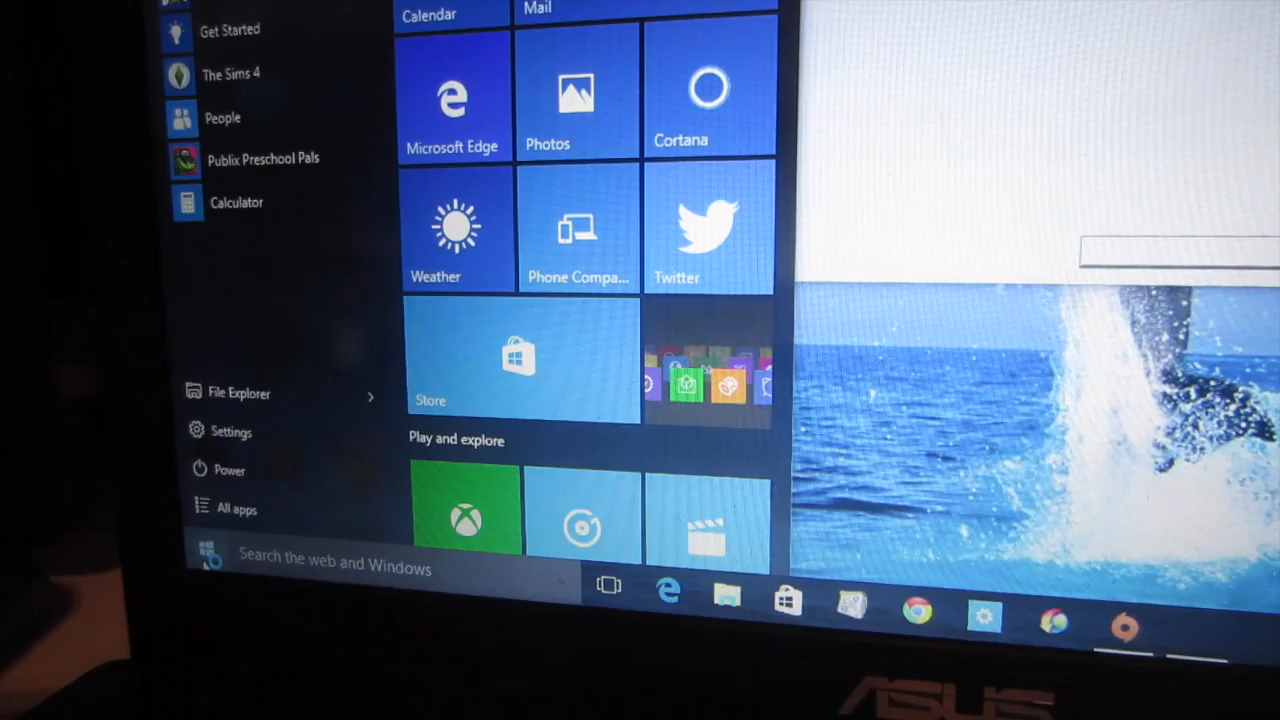 Get Started
The Sims 4
People
Publix Preschool Pals
Calculator
File Explorer
Settings
Power
All apps
Search the web and Windows
Calendar
Mail
Microsoft Edge
Photos
Cortana
Weather
Phone Compa...
Twitter
Store
Play and explore
ASUS